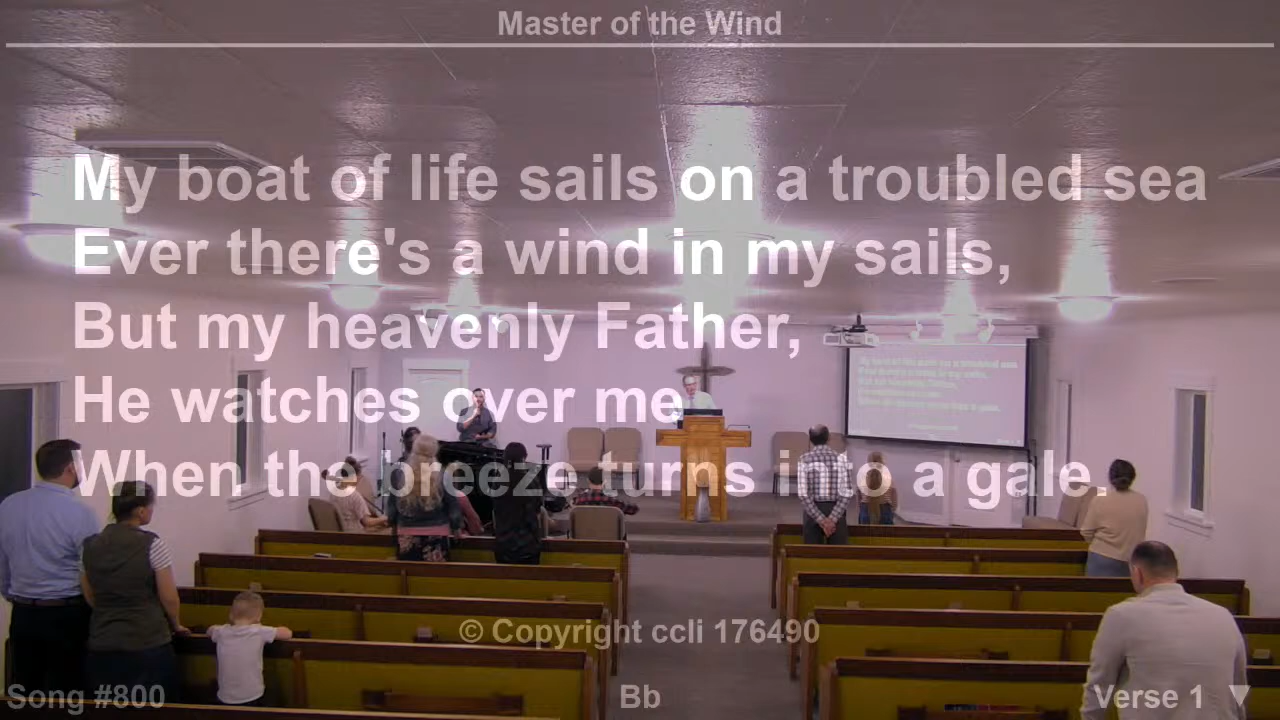 Master of the Wind
My boat of life sails on a troubled sea
Ever there's a wind in my sails,
But my heavenly Father,
He watches over me
When the breeze turns into a gale.
© Copyright ccli 176490
Song #800
Bb
Verse 1 ▼